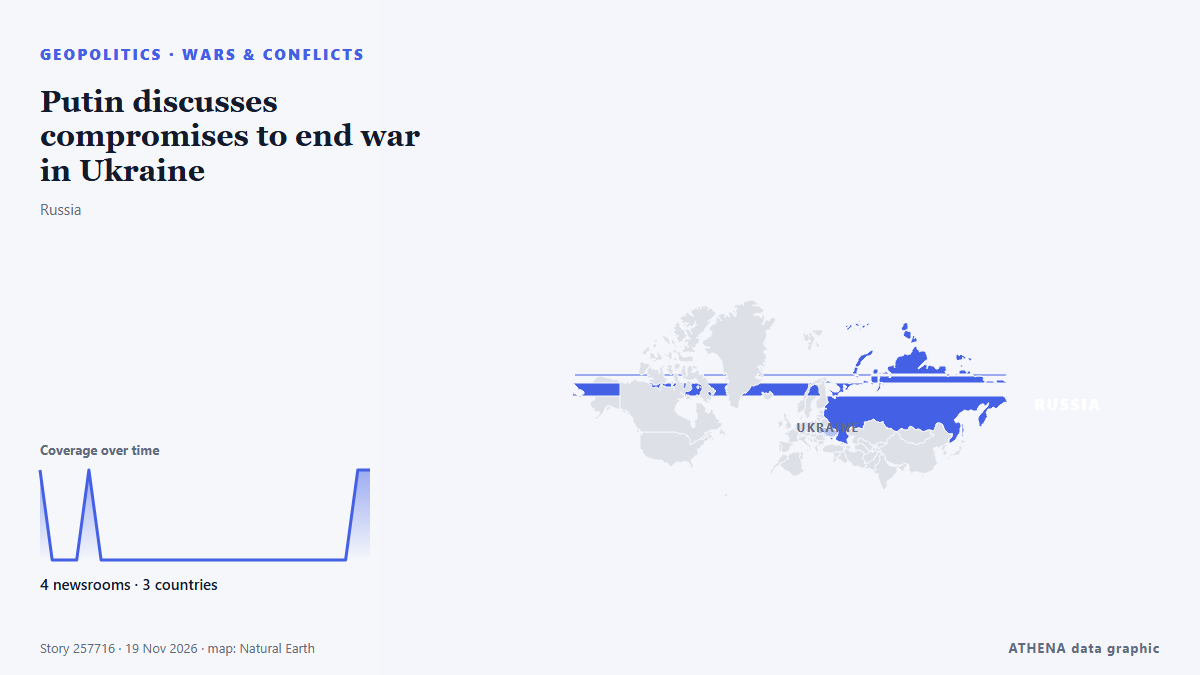 GEOPOLITICS · WARS & CONFLICTS
Putin discusses
compromises to end war
in Ukraine
Russia
RUSSIA
UKRAINE
Coverage over time
4 newsrooms · 3 countries
Story 257716 · 19 Nov 2026 · map: Natural Earth
ATHENA data graphic